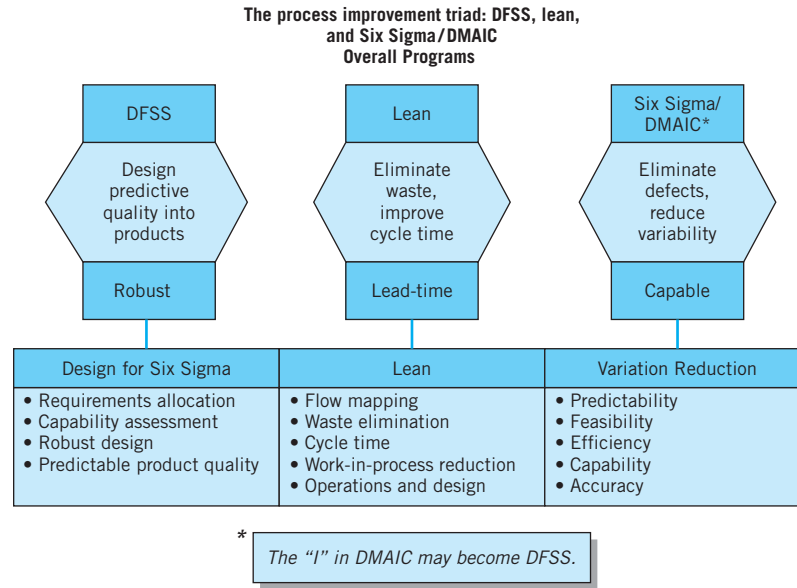 The process improvement triad: DFSS, lean,
and Six Sigma/DMAIC
Overall Programs
DFSS
Design
predictive
quality into
products
Robust
Lean
Eliminate
waste,
improve
cycle time
Lead-time
Six Sigma/
DMAIC*
Eliminate
defects,
reduce
variability
Capable
Design for Six Sigma
• Requirements allocation
• Capability assessment
• Robust design
• Predictable product quality
Lean
• Flow mapping
• Waste elimination
• Cycle time
• Work-in-process reduction
• Operations and design
Variation Reduction
• Predictability
• Feasibility
• Efficiency
• Capability
• Accuracy
* The “I” in DMAIC may become DFSS.